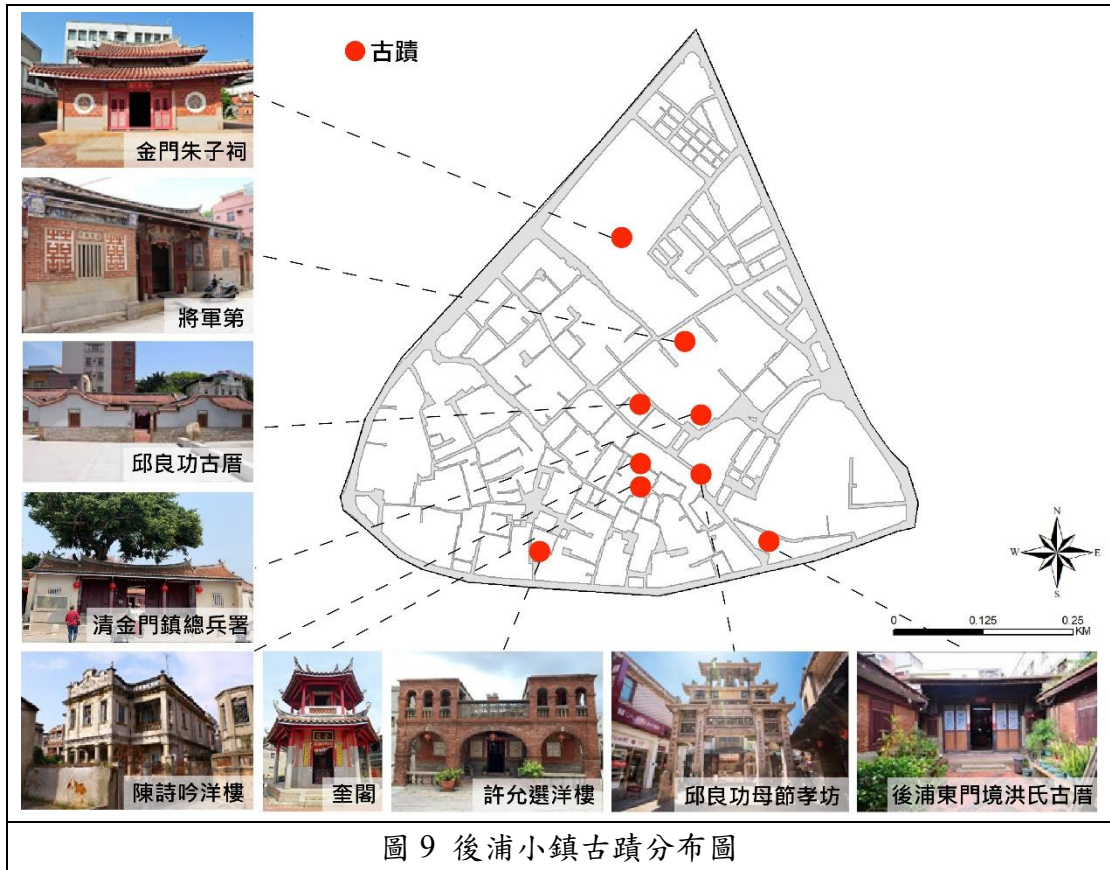 古蹟
金門朱子祠
將軍第
邱良功古厝
清金門鎮總兵署
陳詩吟洋樓
奎閣
許允選洋樓
邱良功母節孝坊
後浦東門境洪氏古厝
N
W
E
S
0
0.125
0.25
KM
圖 9 後浦小鎮古蹟分布圖